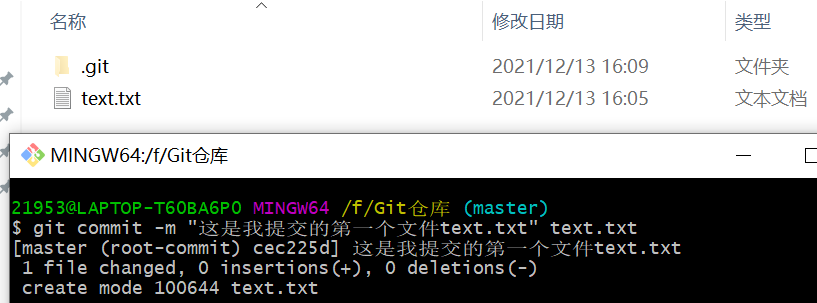 名称 修改日期 类型
.git 2021/12/13 16:09 文件夹
text.txt 2021/12/13 16:05 文本文档
MINGW64:/f/Git仓库
21953@LAPTOP-T6OBA6P0 MINGW64 /f/Git仓库 (master)
$ git commit -m "这是我提交的第一个文件text.txt" text.txt
[master (root-commit) cec225d] 这是我提交的第一个文件text.txt
1 file changed, 0 insertions(+), 0 deletions(-)
create mode 100644 text.txt